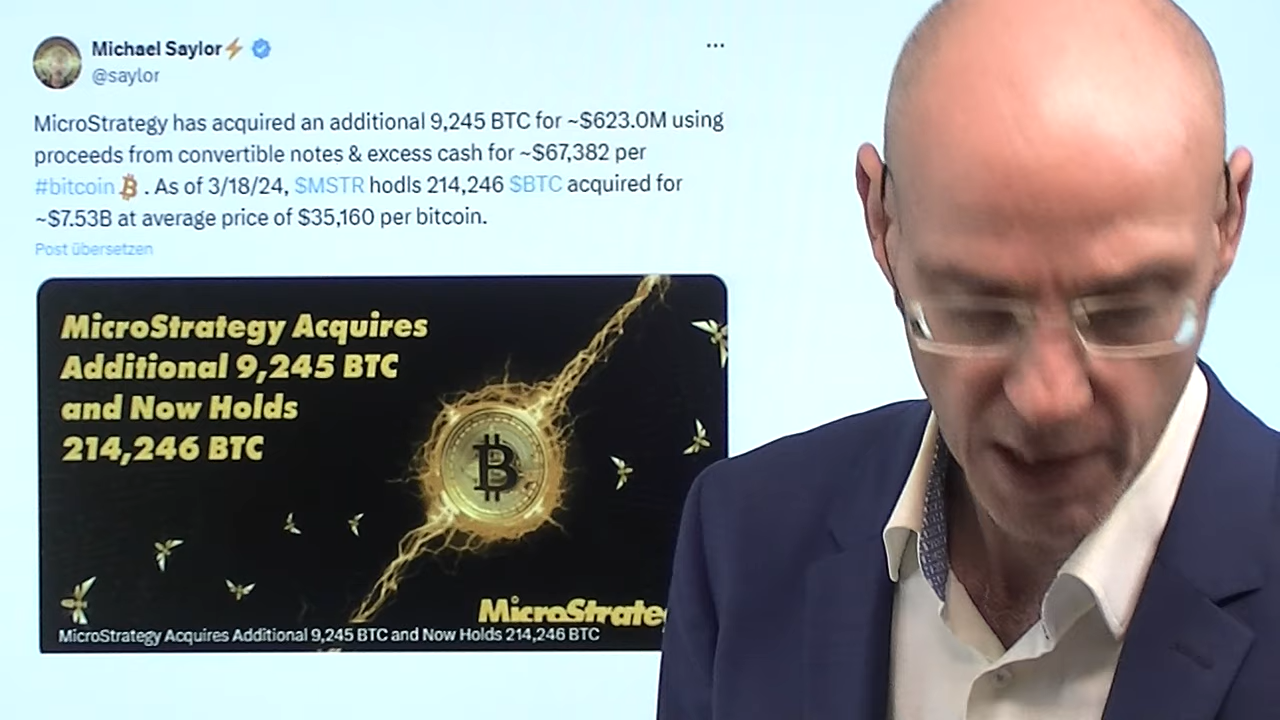 Michael Saylor⚡
@saylor
...
MicroStrategy has acquired an additional 9,245 BTC for ~$623.0M using
proceeds from convertible notes & excess cash for ~$67,382 per
#bitcoin₿. As of 3/18/24, $MSTR hodls 214,246 $BTC acquired for
~$7.53B at average price of $35,160 per bitcoin.
Post übersetzen
MicroStrategy Acquires
Additional 9,245 BTC
and Now Holds
214,246 BTC
₿
MicroStrate
MicroStrategy Acquires Additional 9,245 BTC and Now Holds 214,246 BTC